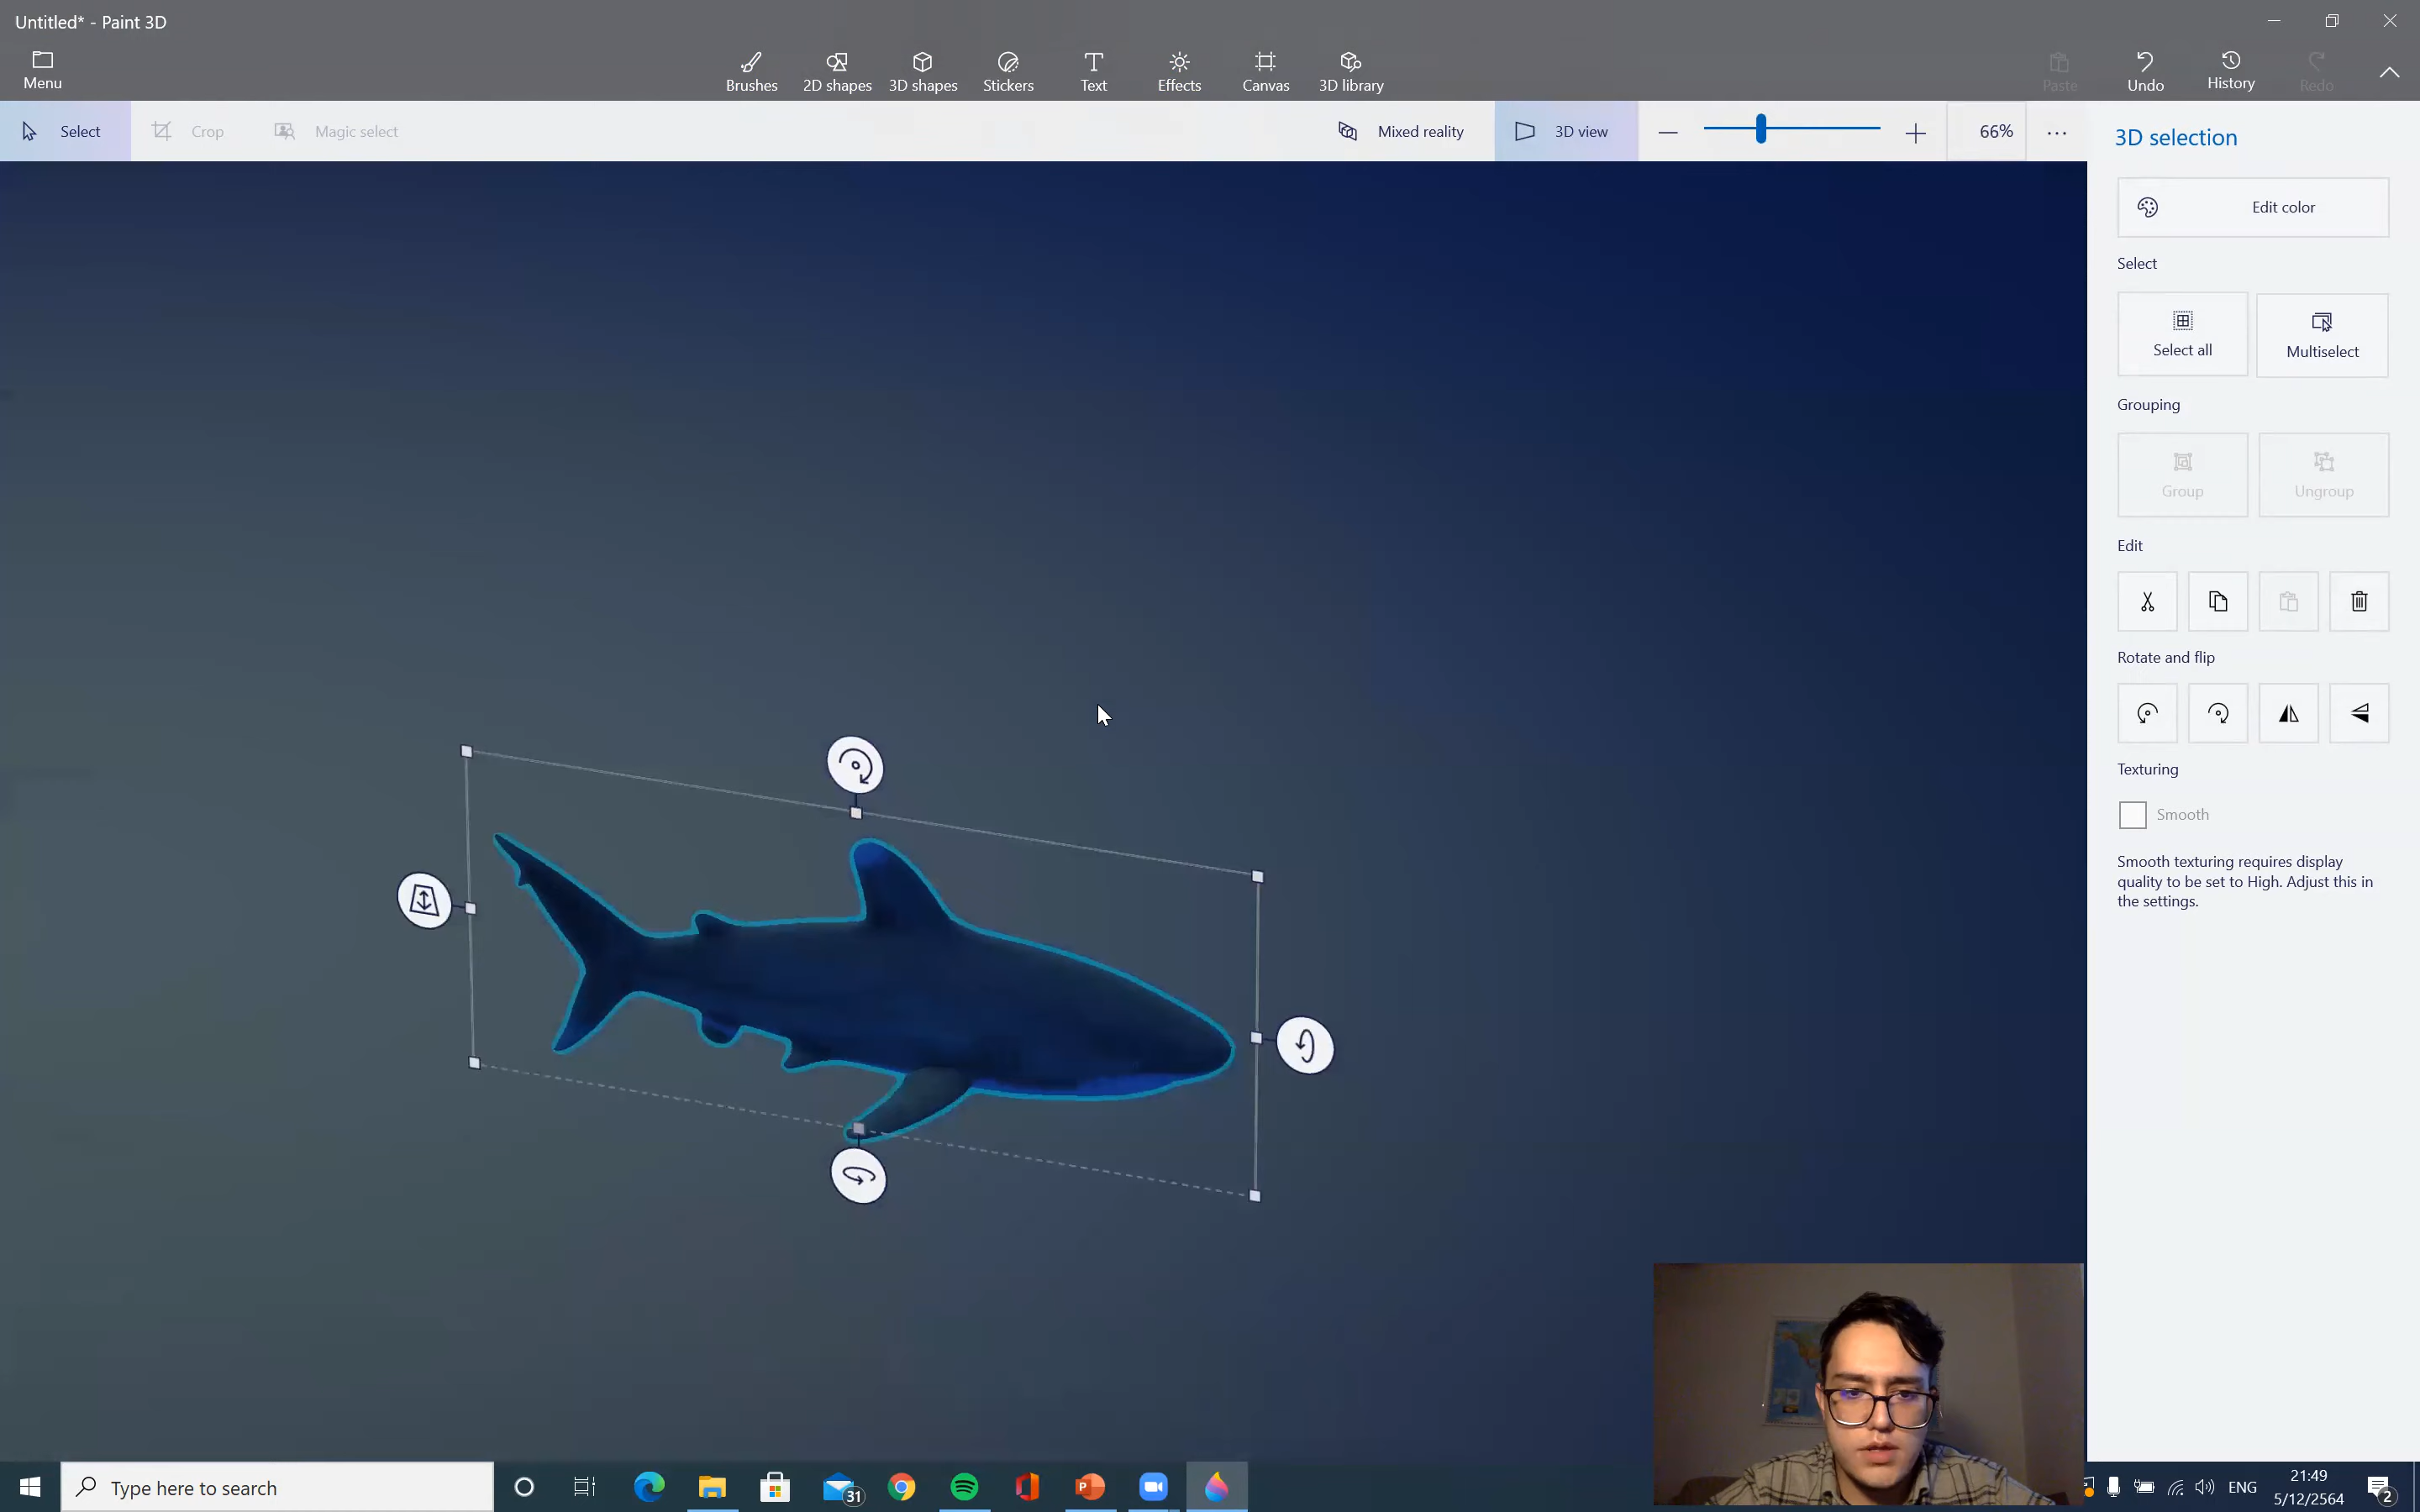 Untitled* - Paint 3D
Menu
Brushes
2D shapes
3D shapes
Stickers
Text
Effects
Canvas
3D library
Paste
Undo
History
Redo
Select
Crop
Magic select
Mixed reality
3D view
66%
3D selection
Edit color
Select
Select all
Multiselect
Grouping
Group
Ungroup
Edit
Rotate and flip
Texturing
Smooth
Smooth texturing requires display
quality to be set to High. Adjust this in
the settings.
Type here to search
31
P
ENG
21:49
5/12/2564
2